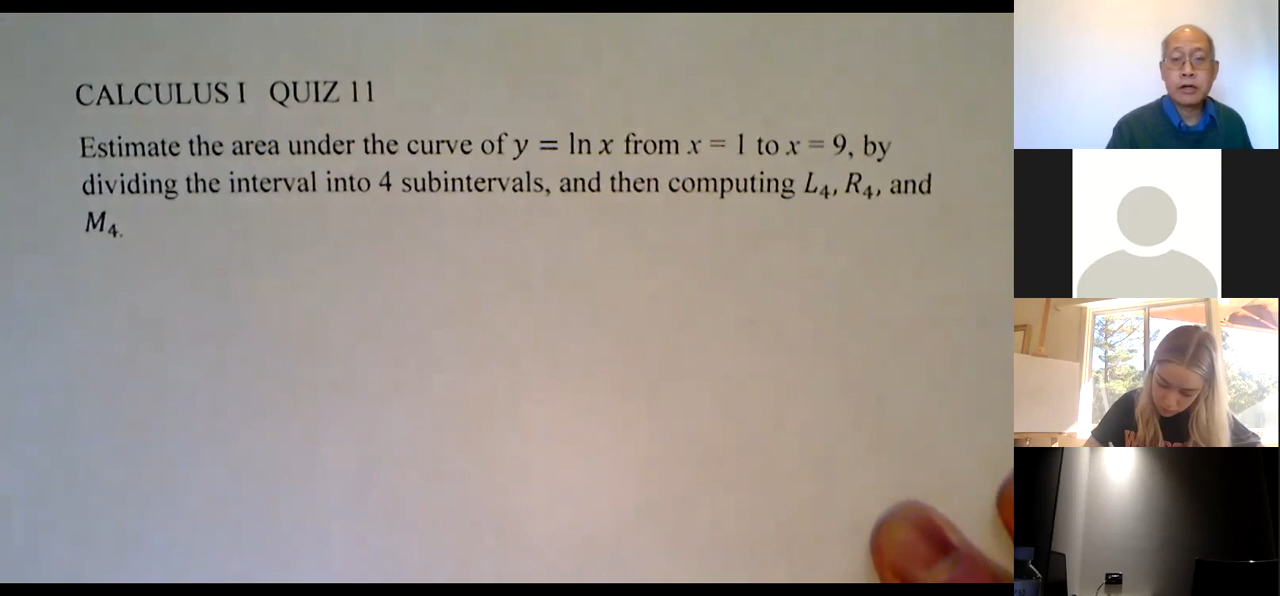 CALCULUS I QUIZ 11
Estimate the area under the curve of y = ln x from x = 1 to x = 9, by
dividing the interval into 4 subintervals, and then computing L₄, R₄, and
M₄.